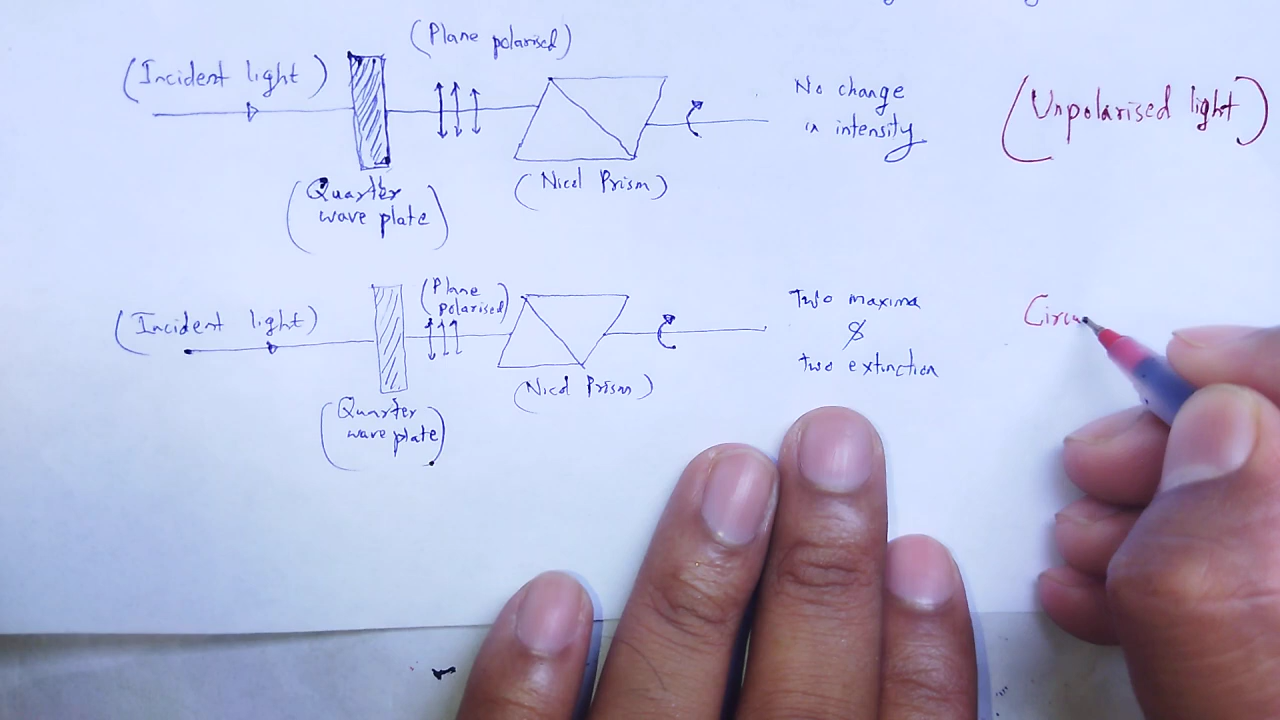 (Plane polarised)
(Incident light)
No change
in intensity
(Unpolarised light)
(Quarter
wave plate)
(Nicol Prism)
(Plane
polarised)
(Incident light)
Two maxima
&
two extinction
Circu
(Quarter
wave plate)
(Nicol Prism)